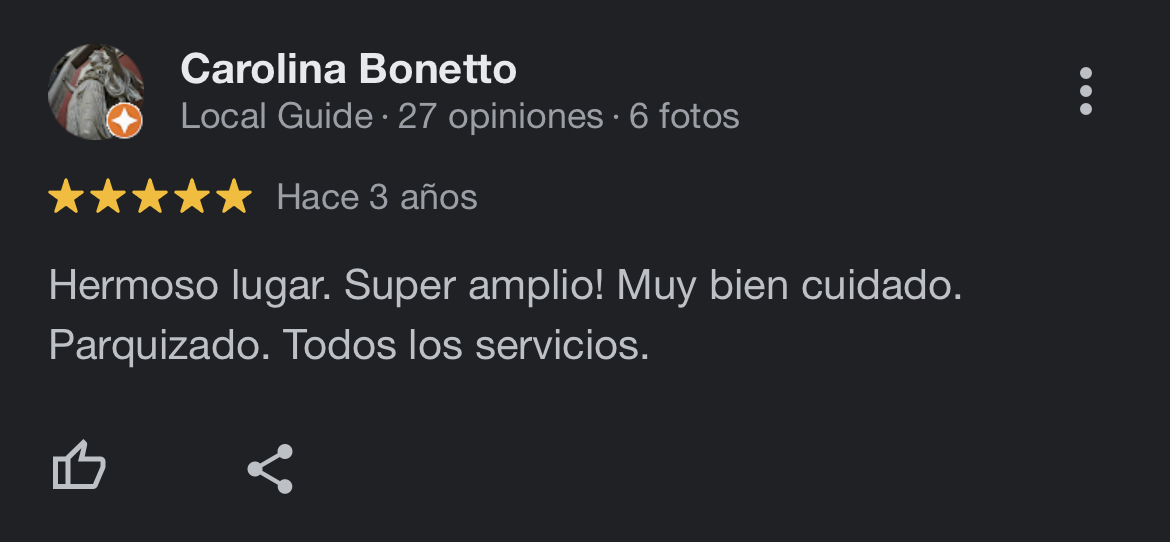 Carolina Bonetto
Local Guide · 27 opiniones · 6 fotos
Hace 3 años
Hermoso lugar. Super amplio! Muy bien cuidado.
Parquizado. Todos los servicios.